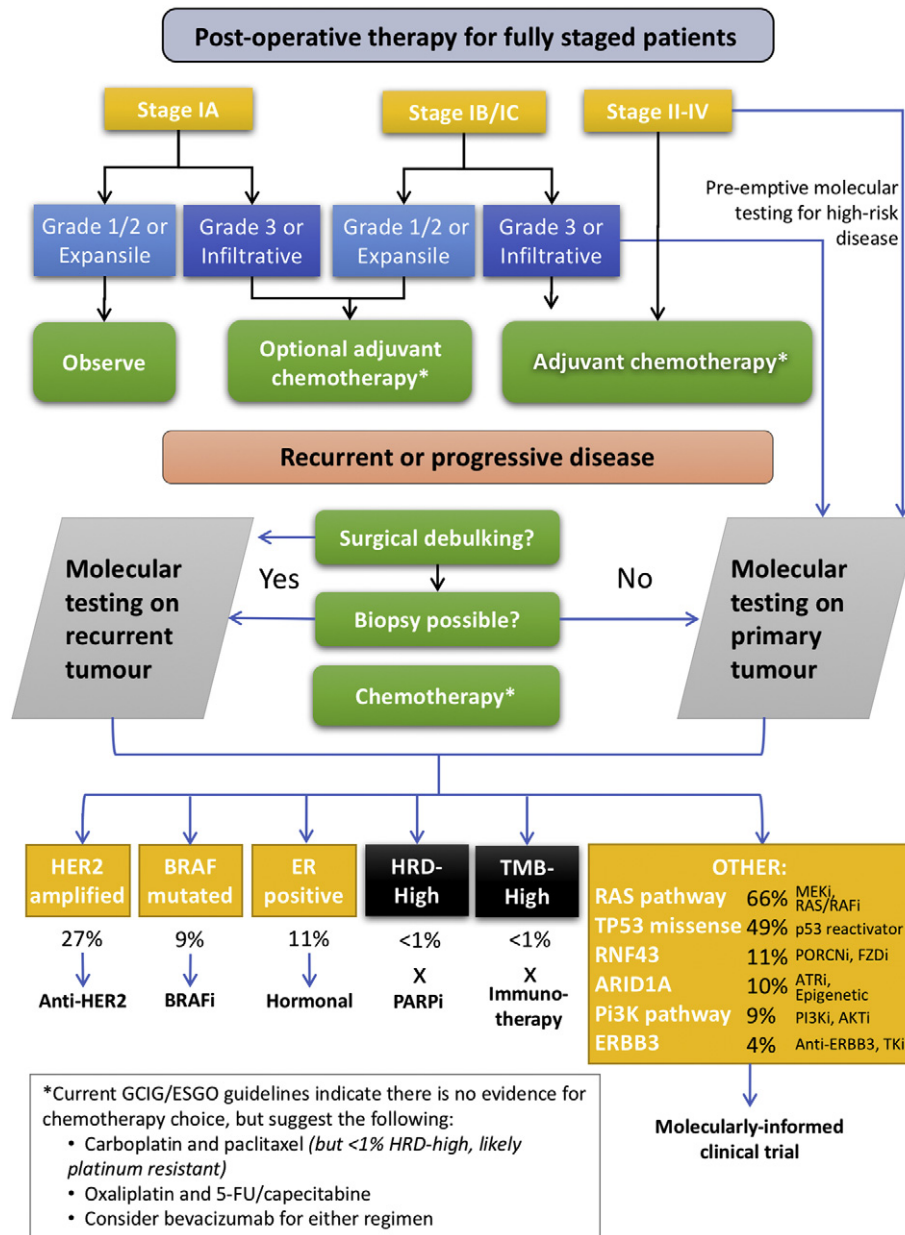 Post-operative therapy for fully staged patients
Stage IA
Stage IB/IC
Stage II-IV
Pre-emptive molecular
testing for high-risk
disease
Grade 1/2 or
Expansile
Grade 3 or
Infiltrative
Grade 1/2 or
Expansile
Grade 3 or
Infiltrative
Observe
Optional adjuvant
chemotherapy*
Adjuvant chemotherapy*
Recurrent or progressive disease
Molecular
testing on
recurrent
tumour
Surgical debulking?
Yes
No
Biopsy possible?
Chemotherapy*
Molecular
testing on
primary
tumour
HER2
amplified
27%
Anti-HER2
BRAF
mutated
9%
BRAFi
ER
positive
11%
Hormonal
HRD-
High
<1%
X
PARPi
TMB-
High
<1%
X
Immuno-
therapy
OTHER:
RAS pathway 66% MEKi,
RAS/RAFi
TP53 missense 49% p53 reactivator
RNF43 11% PORCNi, FZDi
ARID1A 10% ATRi,
Epigenetic
Pi3K pathway 9% PI3Ki, AKTi
ERBB3 4% Anti-ERBB3, TKi
Molecularly-informed
clinical trial
*Current GCIG/ESGO guidelines indicate there is no evidence for
chemotherapy choice, but suggest the following:
• Carboplatin and paclitaxel (but <1% HRD-high, likely
platinum resistant)
• Oxaliplatin and 5-FU/capecitabine
• Consider bevacizumab for either regimen